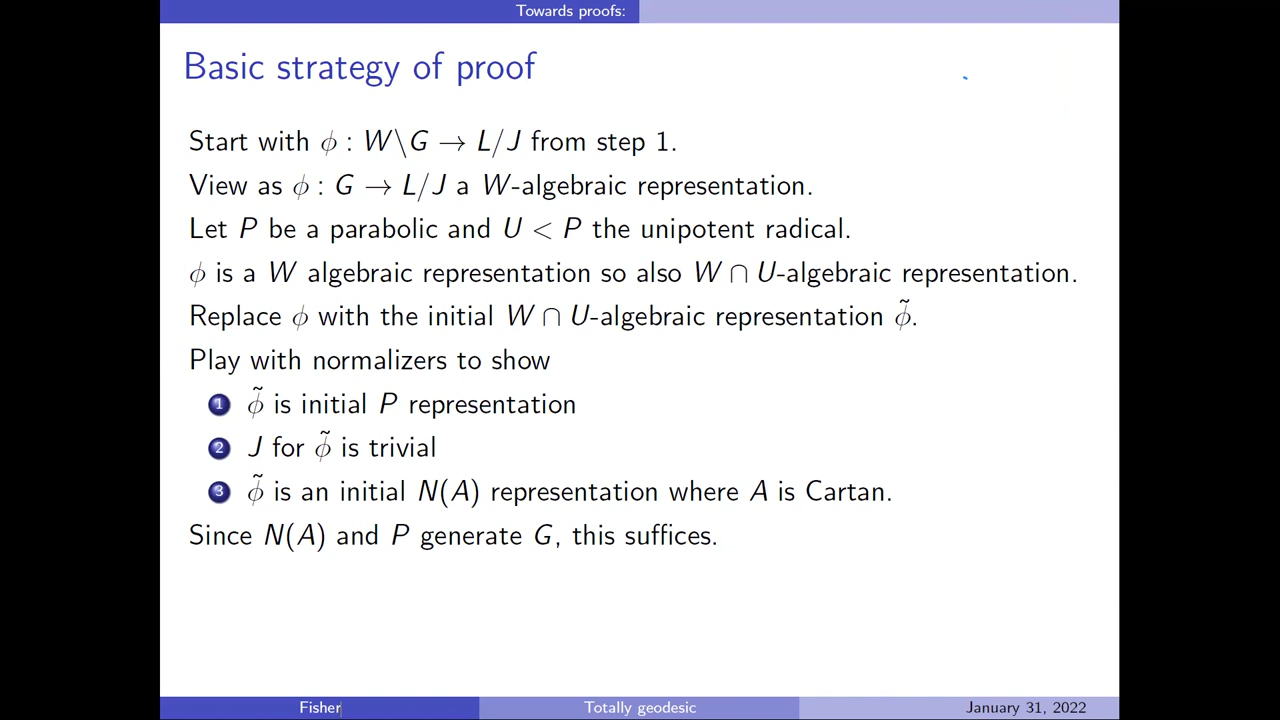 Towards proofs:
Basic strategy of proof
Start with ϕ : W\G → L/J from step 1.
View as ϕ : G → L/J a W-algebraic representation.
Let P be a parabolic and U < P the unipotent radical.
ϕ is a W algebraic representation so also W ∩ U-algebraic representation.
Replace ϕ with the initial W ∩ U-algebraic representation ϕ̃.
Play with normalizers to show
1 ϕ̃ is initial P representation
2 J for ϕ̃ is trivial
3 ϕ̃ is an initial N(A) representation where A is Cartan.
Since N(A) and P generate G, this suffices.
Fisher Totally geodesic January 31, 2022